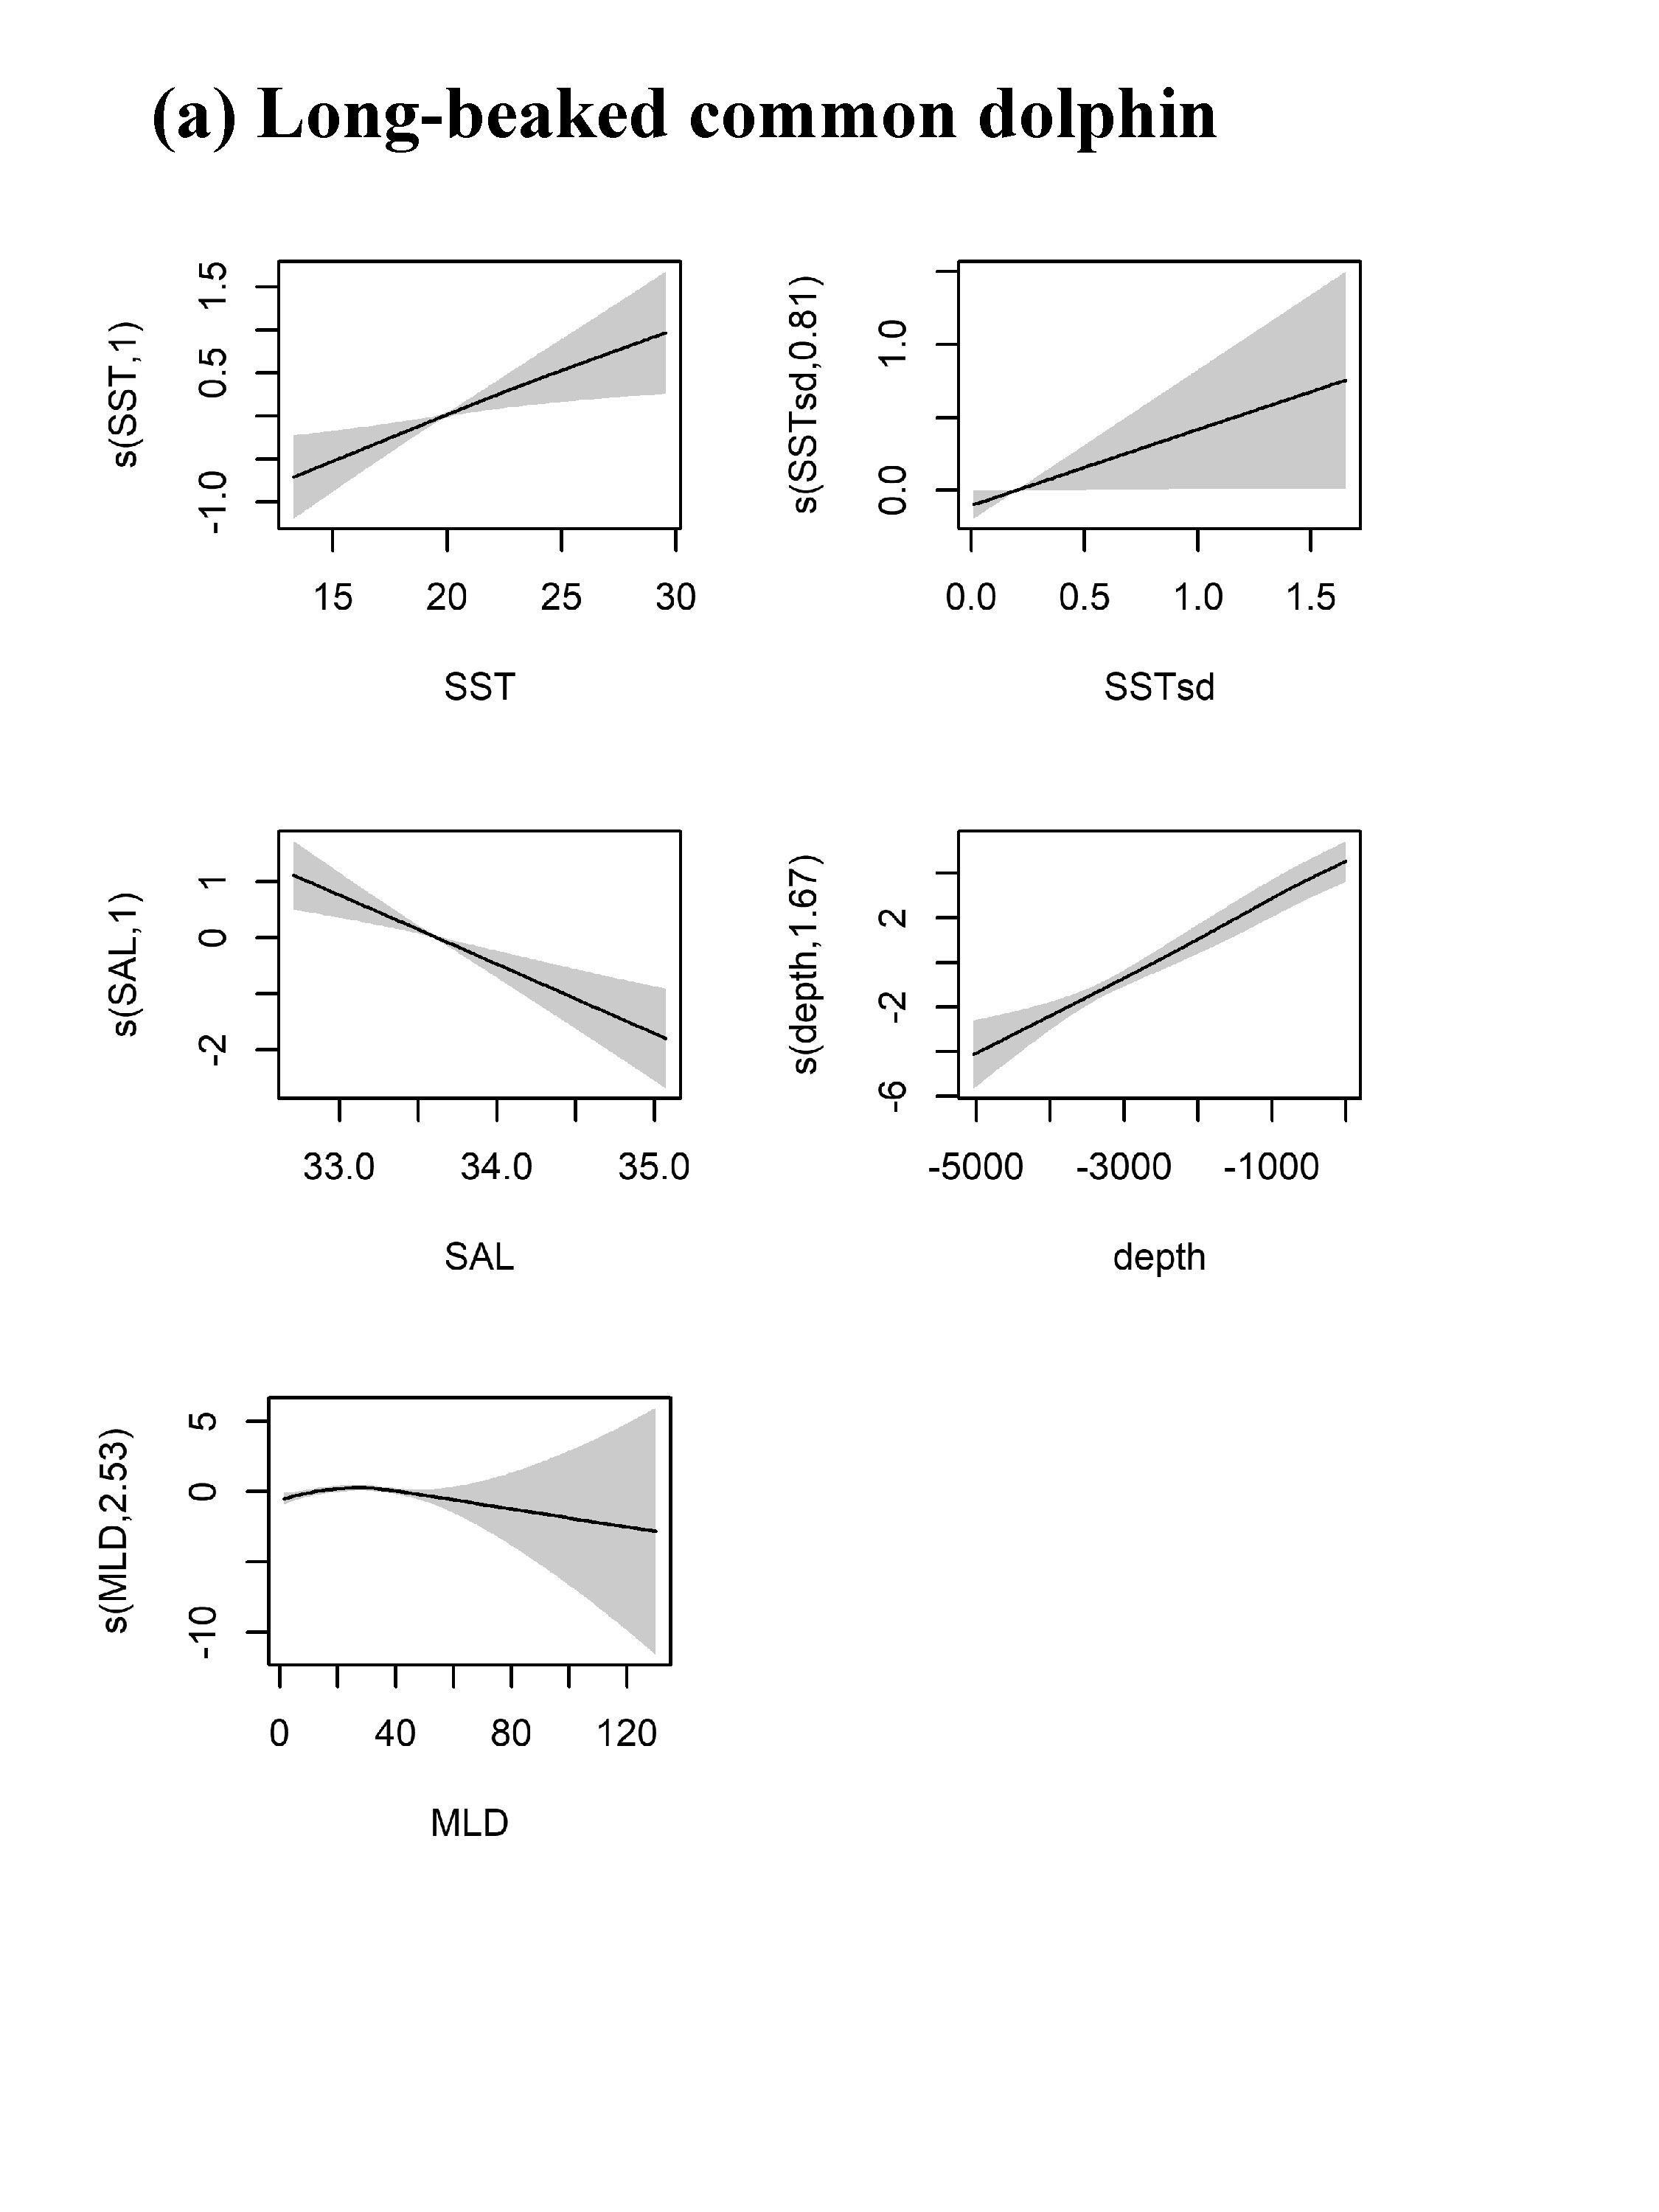 (a) Long-beaked common dolphin
s(SST,1)
1.5
0.5
-1.0
15 20 25 30
SST
s(SSTsd,0.81)
1.0
0.0
0.0 0.5 1.0 1.5
SSTsd
s(SAL,1)
1
0
-2
33.0 34.0 35.0
SAL
s(depth,1.67)
2
-2
-6
-5000 -3000 -1000
depth
s(MLD,2.53)
5
0
-10
0 40 80 120
MLD